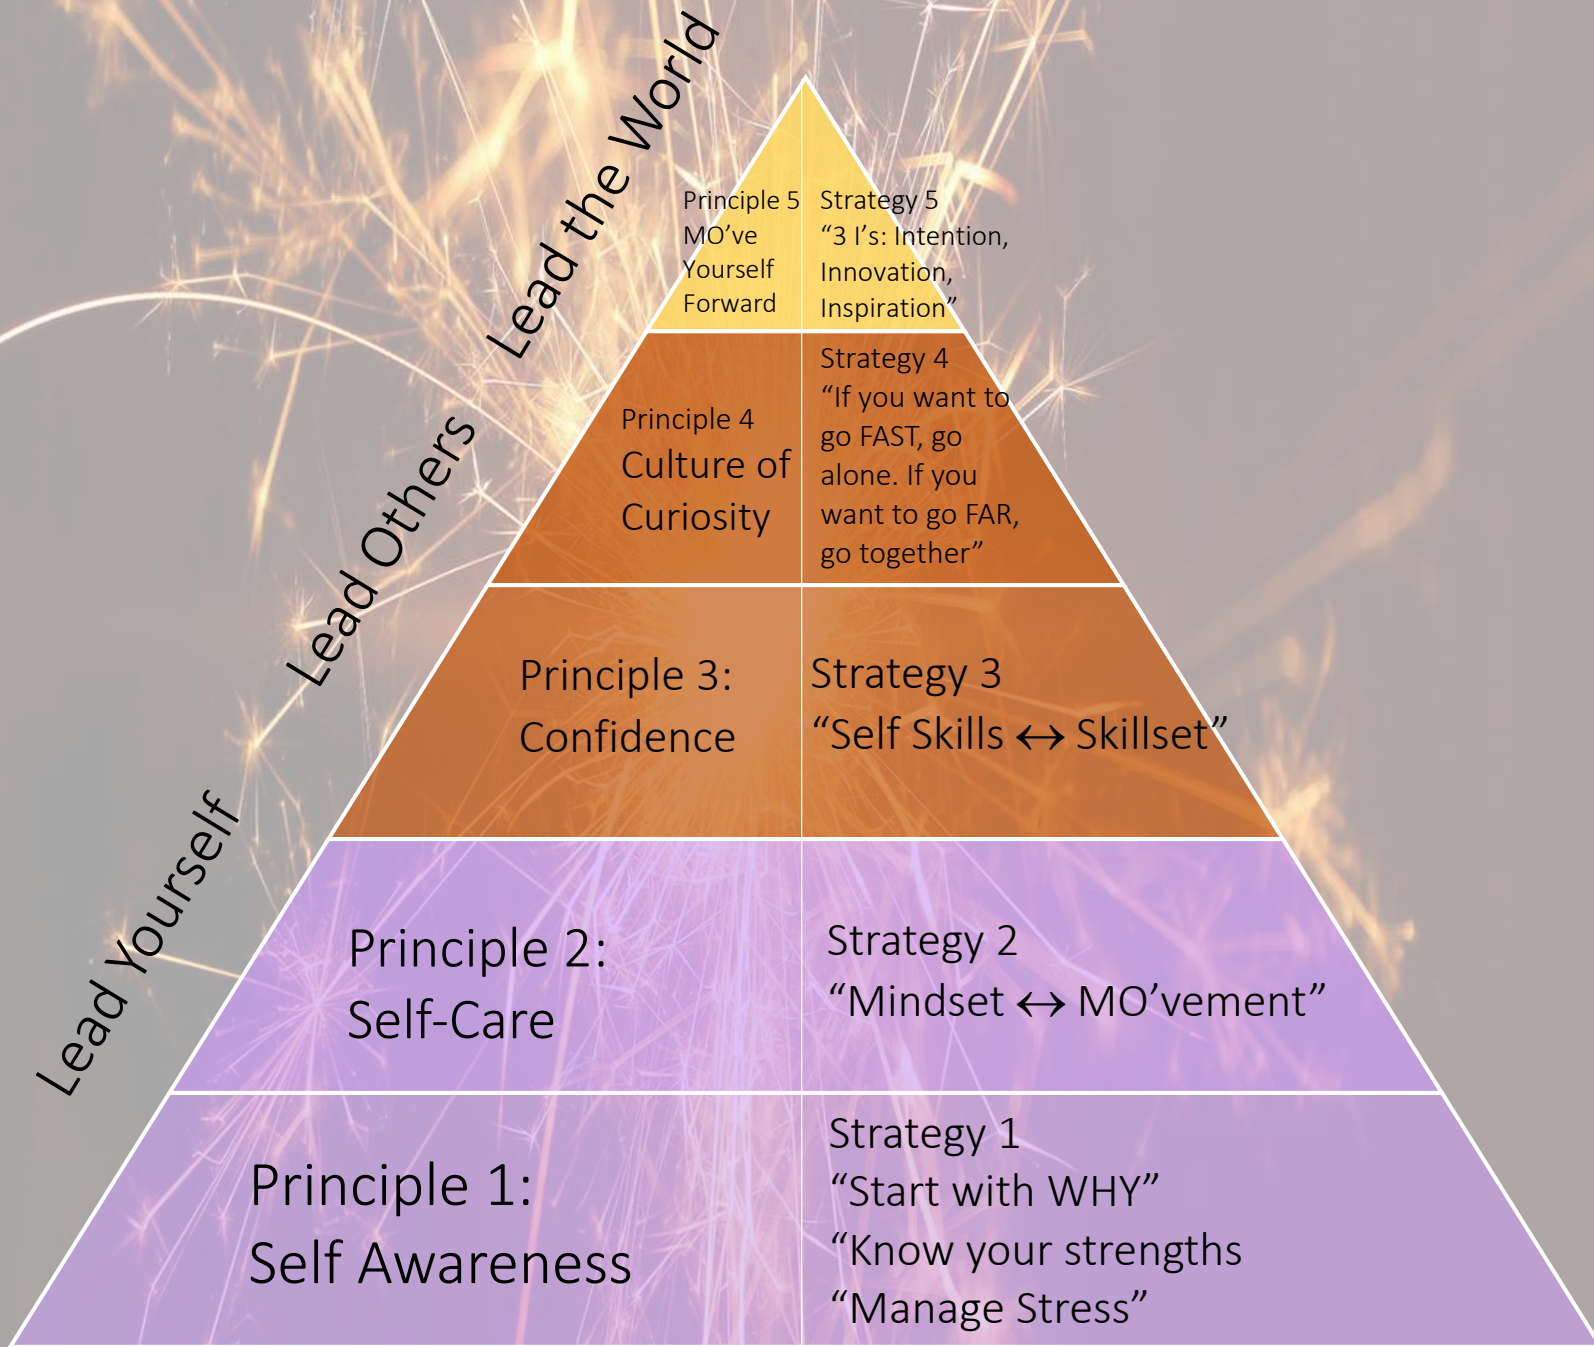 Lead the World
Principle 5
MO’ve
Yourself
Forward
Strategy 5
“3 I’s: Intention,
Innovation,
Inspiration”
Lead Others
Principle 4
Culture of
Curiosity
Strategy 4
“If you want to
go FAST, go
alone. If you
want to go FAR,
go together”
Principle 3:
Confidence
Strategy 3
“Self Skills ↔ Skillset”
Lead Yourself
Principle 2:
Self-Care
Strategy 2
“Mindset ↔ MO’vement”
Principle 1:
Self Awareness
Strategy 1
“Start with WHY”
“Know your strengths
“Manage Stress”